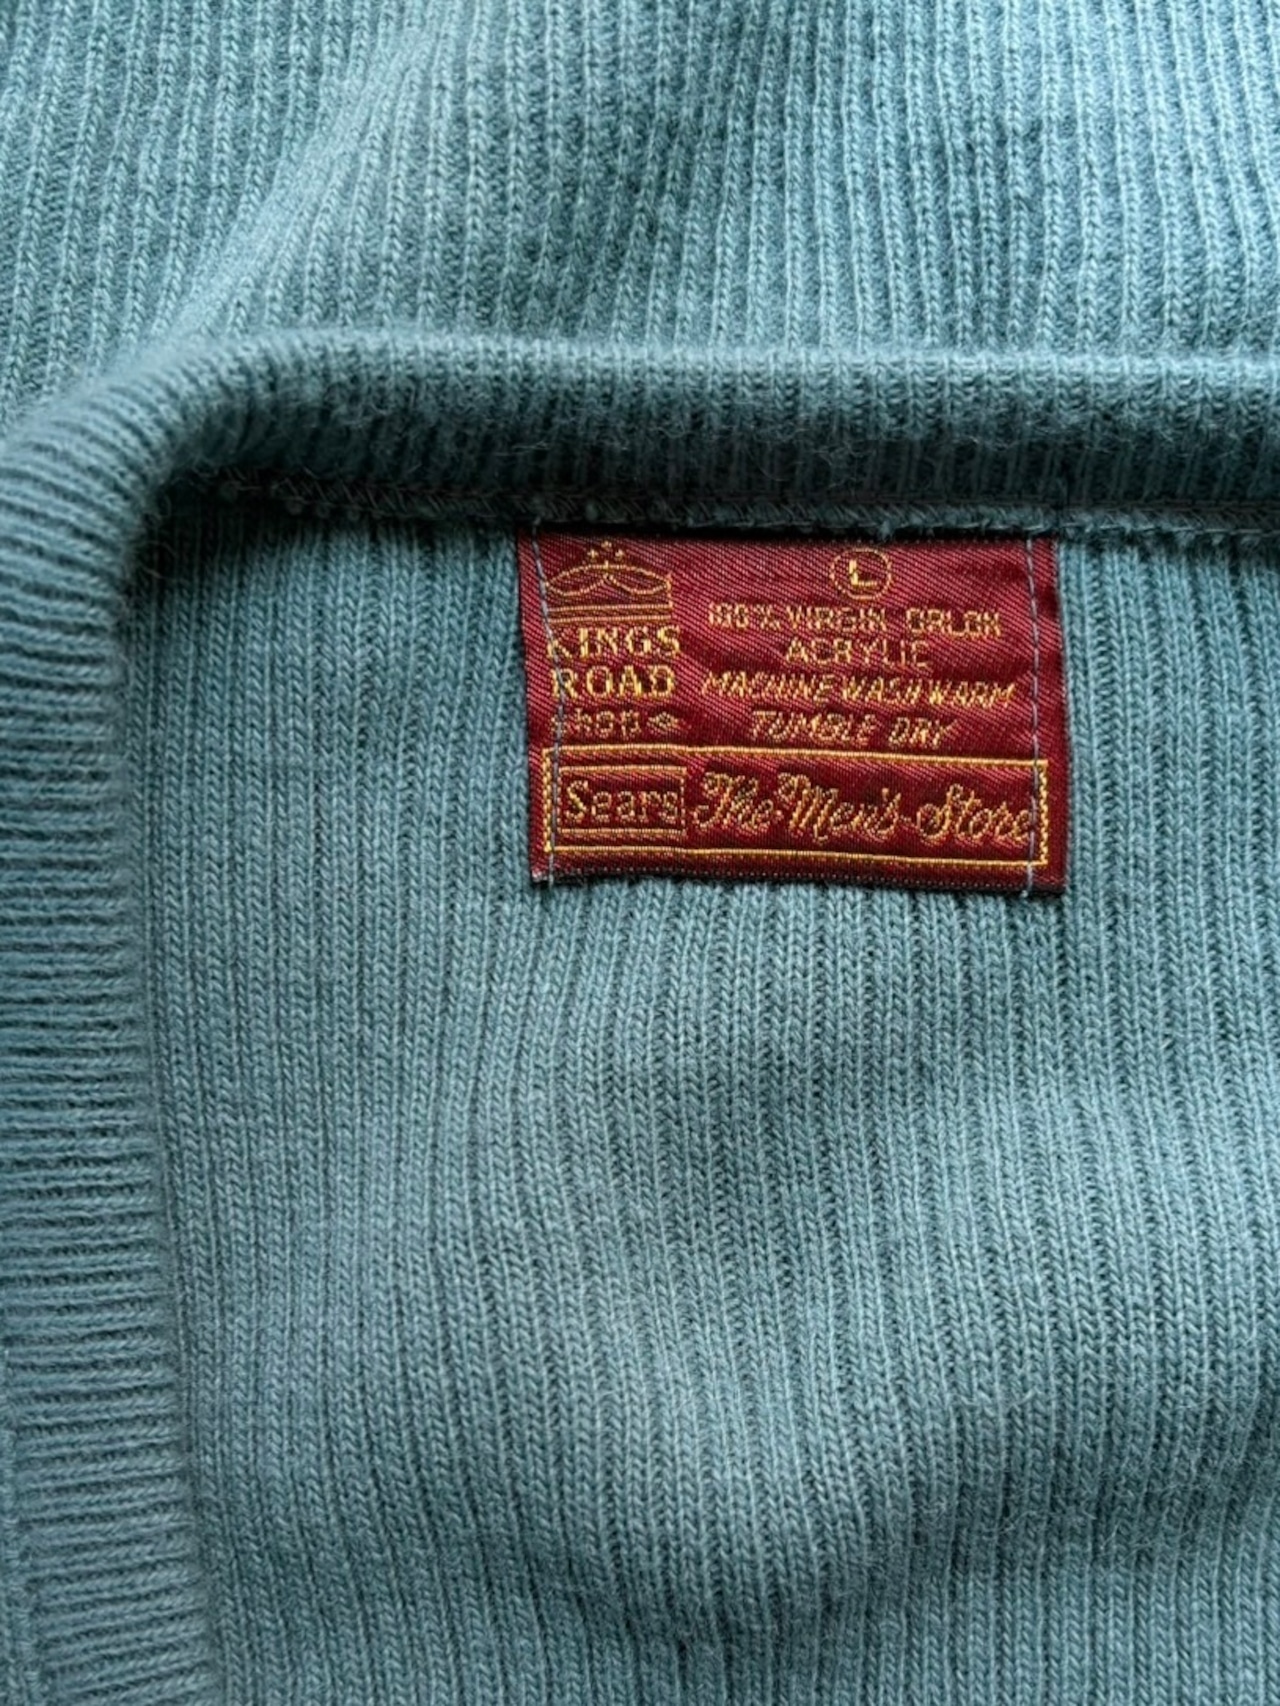 KINGS
ROAD
shop
L
100% VIRGIN ORLON
ACRYLIC
MACHINE WASH WARM
TUMBLE DRY
Sears The Men's Store